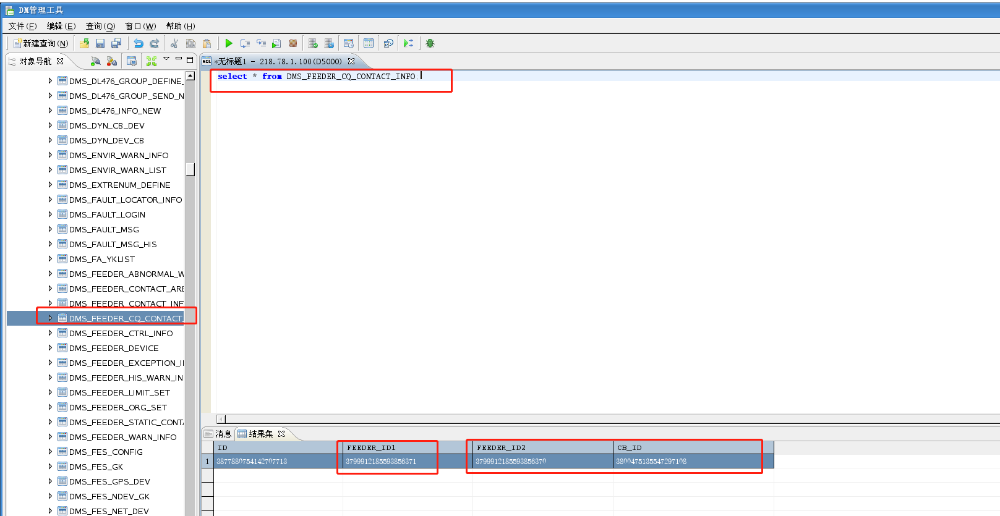 DM管理工具
文件(F) 编辑(E) 查询(Q) 窗口(W) 帮助(H)
新建查询(N)
对象导航
SQL *无标题1 - 218.78.1.100(D5000)
DMS_DL476_GROUP_DEFINE_
DMS_DL476_GROUP_SEND_N
DMS_DL476_INFO_NEW
DMS_DYN_CB_DEV
DMS_DYN_DEV_CB
DMS_ENVIR_WARN_INFO
DMS_ENVIR_WARN_LIST
DMS_EXTRENUM_DEFINE
DMS_FAULT_LOCATOR_INFO
DMS_FAULT_LOGIN
DMS_FAULT_MSG
DMS_FAULT_MSG_HIS
DMS_FA_YKLIST
DMS_FEEDER_ABNORMAL_W
DMS_FEEDER_CONTACT_ARE
DMS_FEEDER_CONTACT_INF
DMS_FEEDER_CQ_CONTACT_
DMS_FEEDER_CTRL_INFO
DMS_FEEDER_DEVICE
DMS_FEEDER_EXCEPTION_II
DMS_FEEDER_HIS_WARN_IN
DMS_FEEDER_LIMIT_SET
DMS_FEEDER_ORG_SET
DMS_FEEDER_STATIC_CONT
DMS_FEEDER_WARN_INFO
DMS_FES_CONFIG
DMS_FES_GK
DMS_FES_GPS_DEV
DMS_FES_NDEV_GK
DMS_FES_NET_DEV
select * from DMS_FEEDER_CQ_CONTACT_INFO
消息 结果集
ID FEEDER_ID1 FEEDER_ID2 CB_ID
1 3877880754142707713 3799912185593856371 3799912185593856370 3800475135547297108